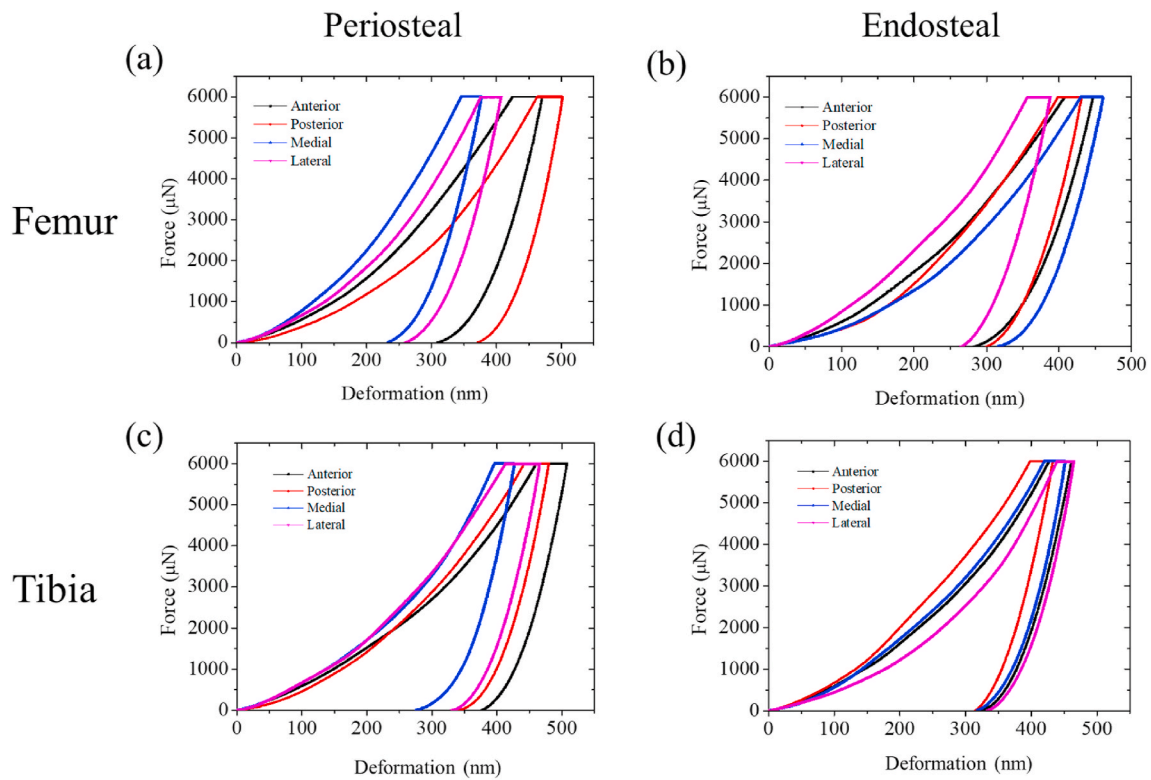 Periosteal
Endosteal
(a)
6000
5000
4000
3000
2000
1000
0
Force (μN)
Anterior
Posterior
Medial
Lateral
0 100 200 300 400 500
Deformation (nm)
(b)
6000
5000
4000
3000
2000
1000
0
Force (μN)
Anterior
Posterior
Medial
Lateral
0 100 200 300 400 500
Deformation (nm)
Femur
(c)
6000
5000
4000
3000
2000
1000
0
Force (μN)
Anterior
Posterior
Medial
Lateral
0 100 200 300 400 500
Deformation (nm)
(d)
6000
5000
4000
3000
2000
1000
0
Force (μN)
Anterior
Posterior
Medial
Lateral
0 100 200 300 400 500
Deformation (nm)
Tibia